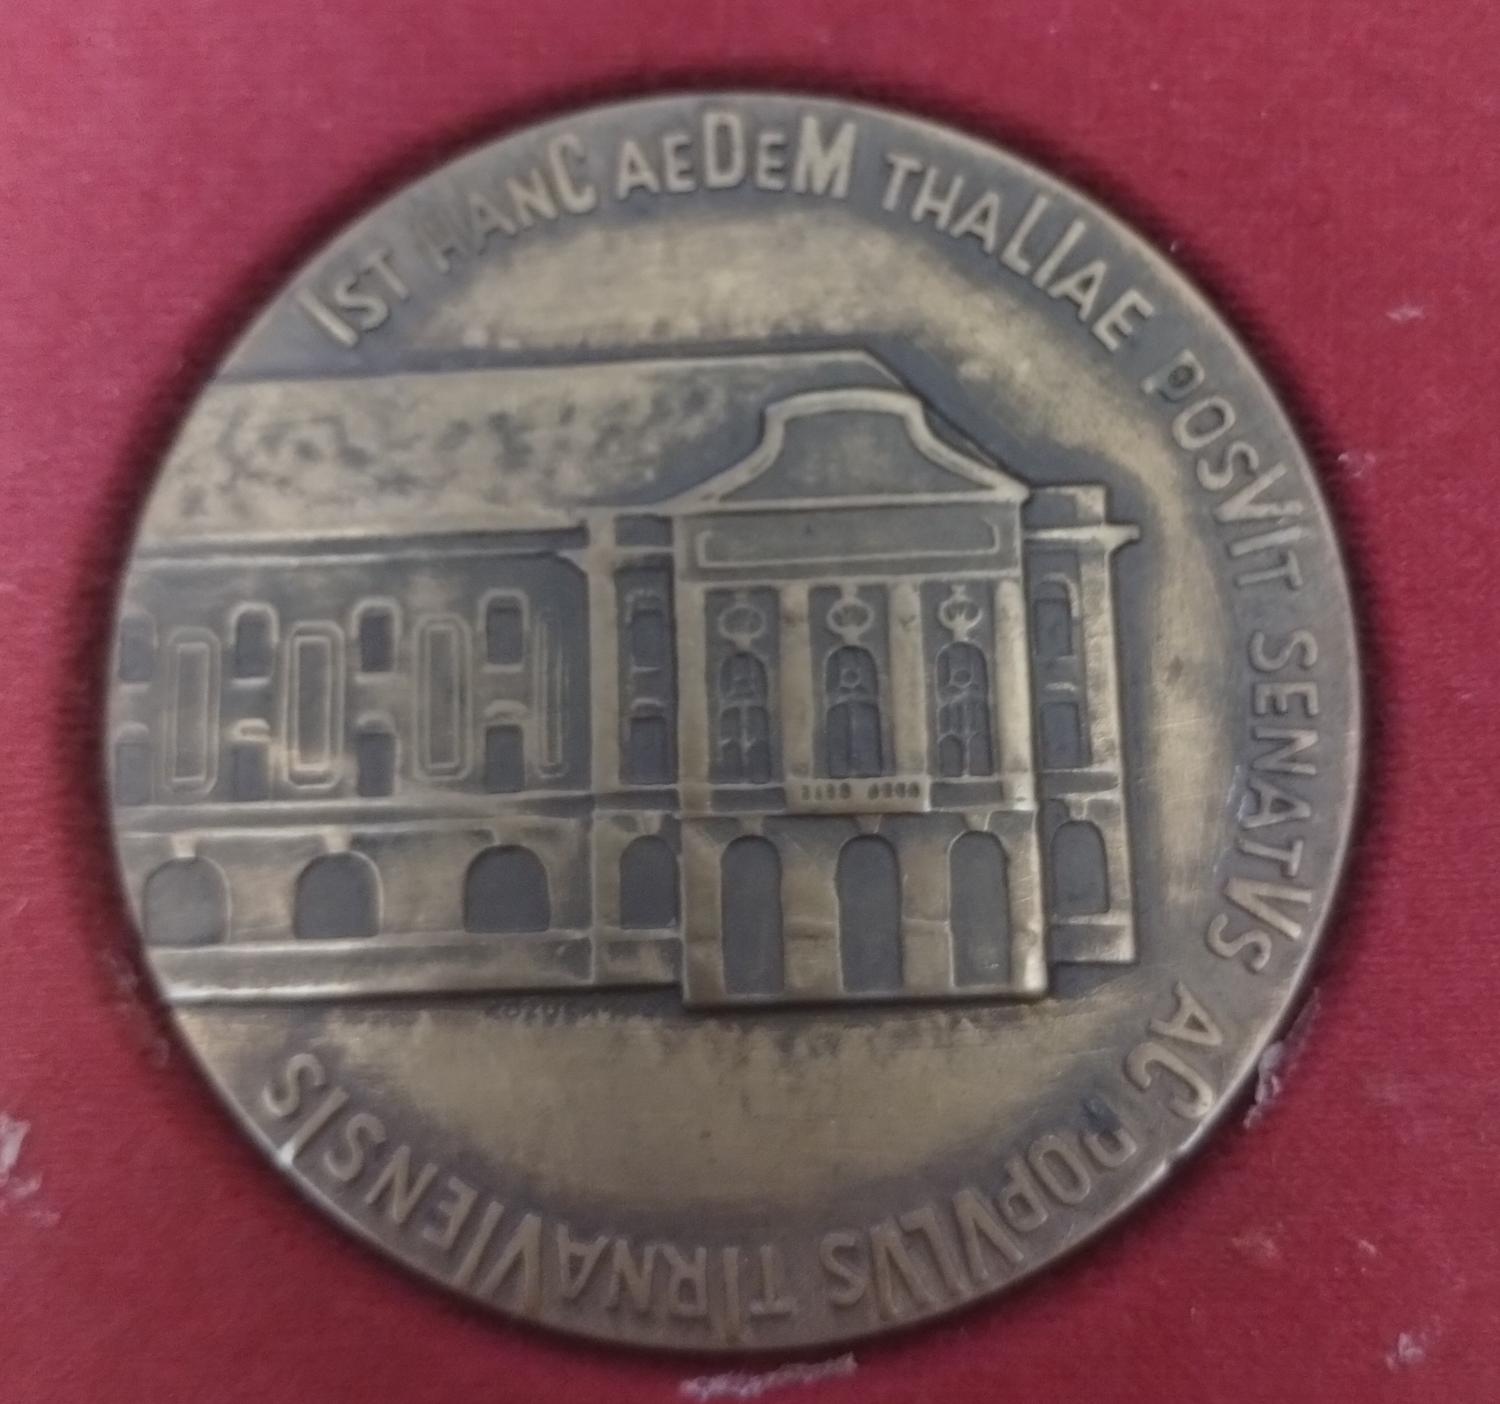 IST HANC AEDEM THALIAE POSVIT SENATVS AC POPVLVS TIRNAVIENSIS